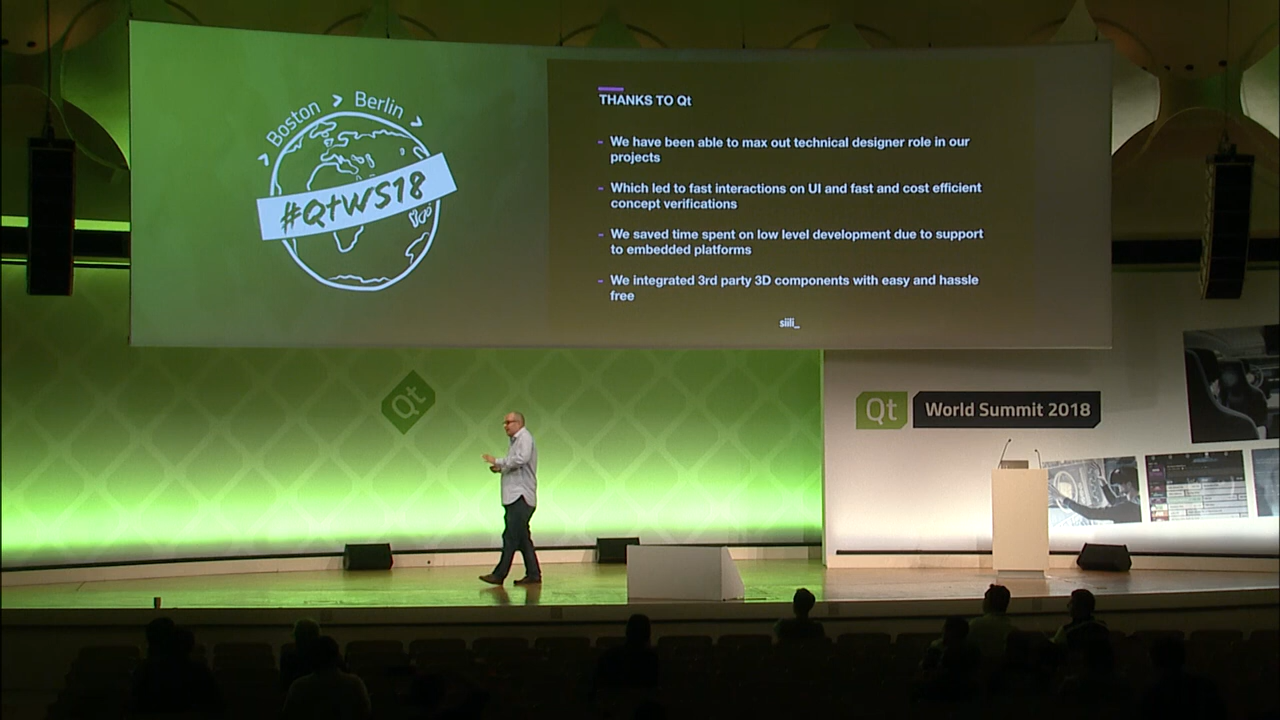 > Boston > Berlin >
#QtWS18
THANKS TO Qt
- We have been able to max out technical designer role in our
projects
- Which led to fast interactions on UI and fast and cost efficient
concept verifications
- We saved time spent on low level development due to support
to embedded platforms
- We integrated 3rd party 3D components with easy and hassle
free
siili_
Qt
Qt World Summit 2018